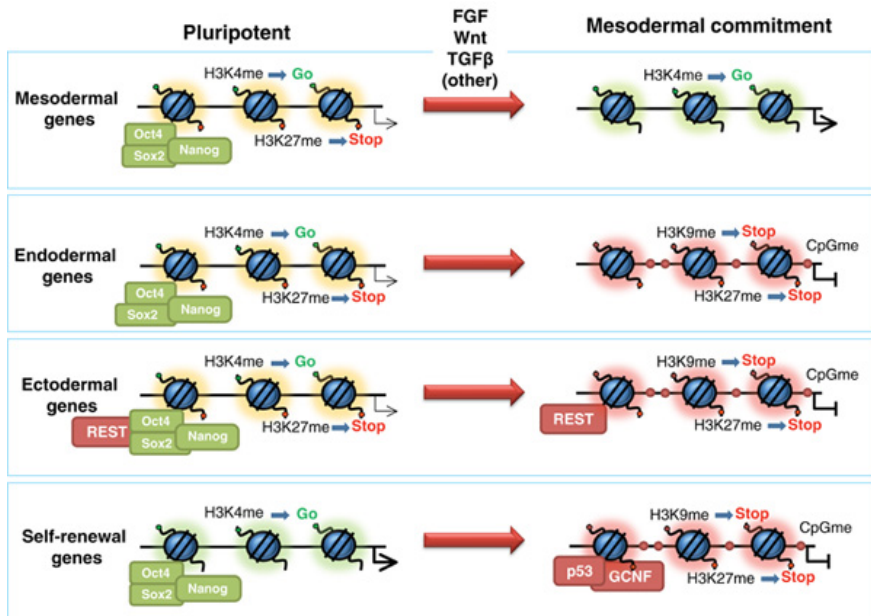 Pluripotent
FGF
Wnt
TGFβ
(other)
Mesodermal commitment
Mesodermal
genes
H3K4me Go
Oct4
Sox2
Nanog
H3K27me Stop
H3K4me Go
Endodermal
genes
H3K4me Go
Oct4
Sox2
Nanog
H3K27me Stop
H3K9me Stop
CpGme
H3K27me Stop
Ectodermal
genes
H3K4me Go
REST
Oct4
Sox2
Nanog
H3K27me Stop
H3K9me Stop
CpGme
REST
H3K27me Stop
Self-renewal
genes
H3K4me Go
Oct4
Sox2
Nanog
H3K9me Stop
CpGme
p53
GCNF
H3K27me Stop